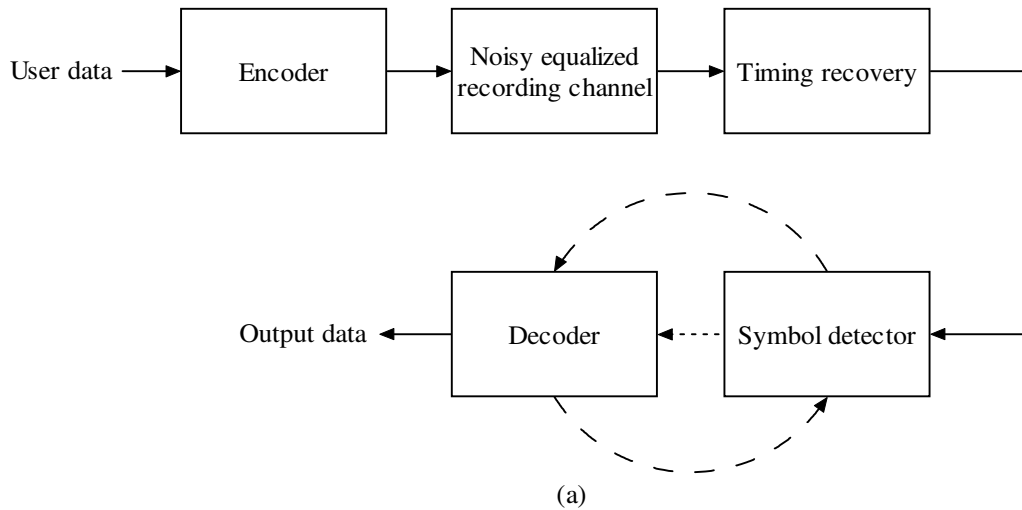 User data
Encoder
Noisy equalized
recording channel
Timing recovery
Output data
Decoder
Symbol detector
(a)